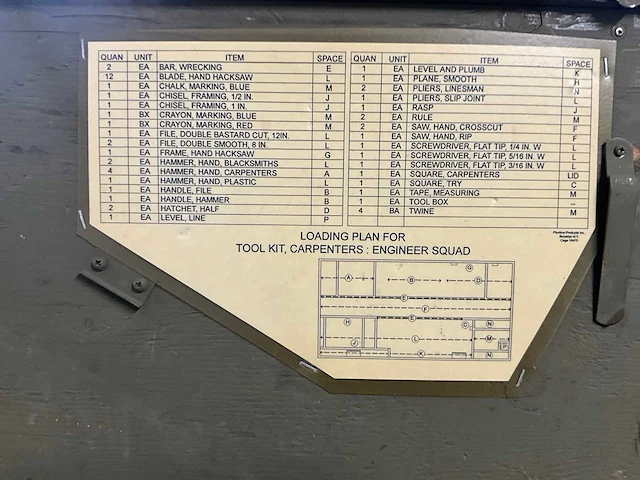 QUAN UNIT ITEM SPACE
2 EA BAR, WRECKING E
12 EA BLADE, HAND HACKSAW L
1 EA CHALK, MARKING, BLUE M
1 EA CHISEL, FRAMING, 1/2 IN. J
1 EA CHISEL, FRAMING, 1 IN. J
1 BX CRAYON, MARKING, BLUE M
1 BX CRAYON, MARKING, RED M
1 EA FILE, DOUBLE BASTARD CUT, 12IN. L
2 EA FILE, DOUBLE SMOOTH, 8 IN. L
1 EA FRAME, HAND HACKSAW G
2 EA HAMMER, HAND, BLACKSMITHS L
4 EA HAMMER, HAND, CARPENTERS A
1 EA HAMMER, HAND, PLASTIC L
1 EA HANDLE, FILE B
1 EA HANDLE, HAMMER B
2 EA HATCHET, HALF D
1 EA LEVEL, LINE P
QUAN UNIT ITEM SPACE
1 EA LEVEL AND PLUMB K
1 EA PLANE, SMOOTH H
2 EA PLIERS, LINESMAN N
1 EA PLIERS, SLIP JOINT L
1 EA RASP J
2 EA RULE M
2 EA SAW, HAND, CROSSCUT F
1 EA SAW, HAND, RIP F
1 EA SCREWDRIVER, FLAT TIP, 1/4 IN. W L
1 EA SCREWDRIVER, FLAT TIP, 5/16 IN. W L
1 EA SCREWDRIVER, FLAT TIP, 3/16 IN. W L
1 EA SQUARE, CARPENTERS LID
1 EA SQUARE, TRY C
1 EA TAPE, MEASURING M
1 EA TOOL BOX --
4 BA TWINE M
LOADING PLAN FOR
TOOL KIT, CARPENTERS : ENGINEER SQUAD
G
A B D
E
F
E
H C N
J L M
LP
K N